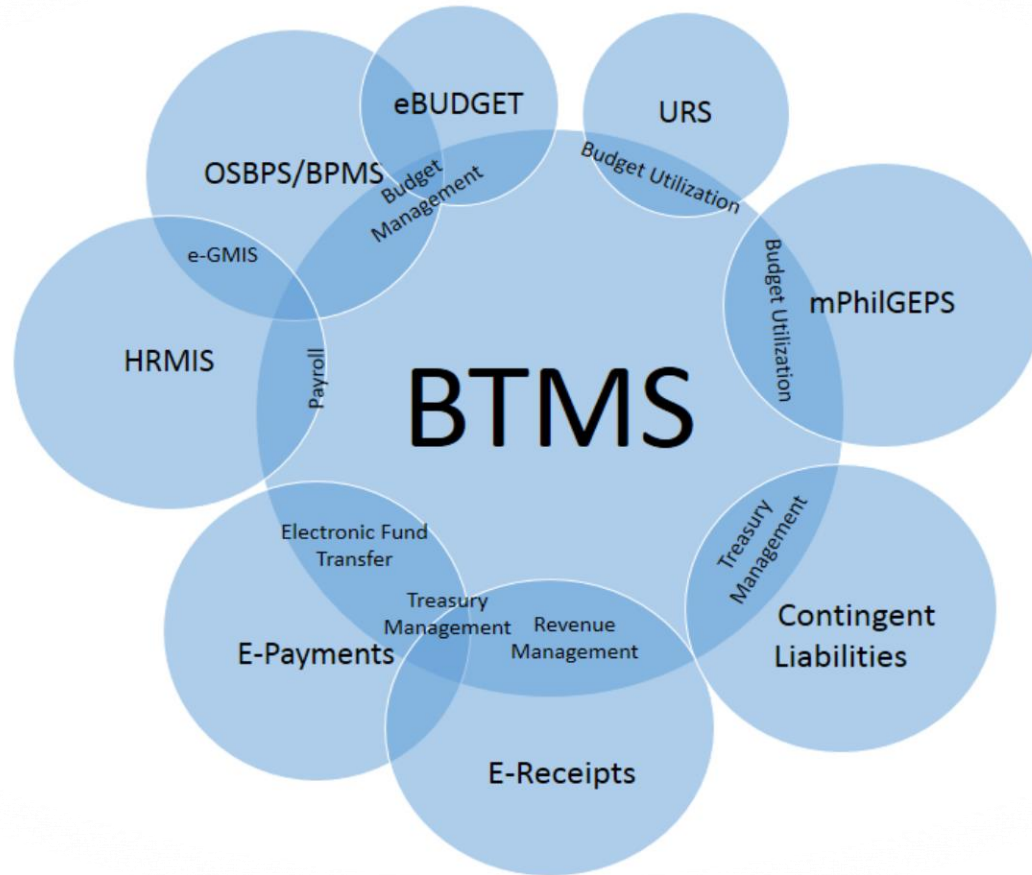 eBUDGET
URS
OSBPS/BPMS
Budget
Management
Budget Utilization
e-GMIS
Budget Utilization
mPhilGEPS
HRMIS
Payroll
BTMS
Electronic Fund
Transfer
Treasury
Management
Treasury
Management
Revenue
Management
E-Payments
Contingent
Liabilities
E-Receipts